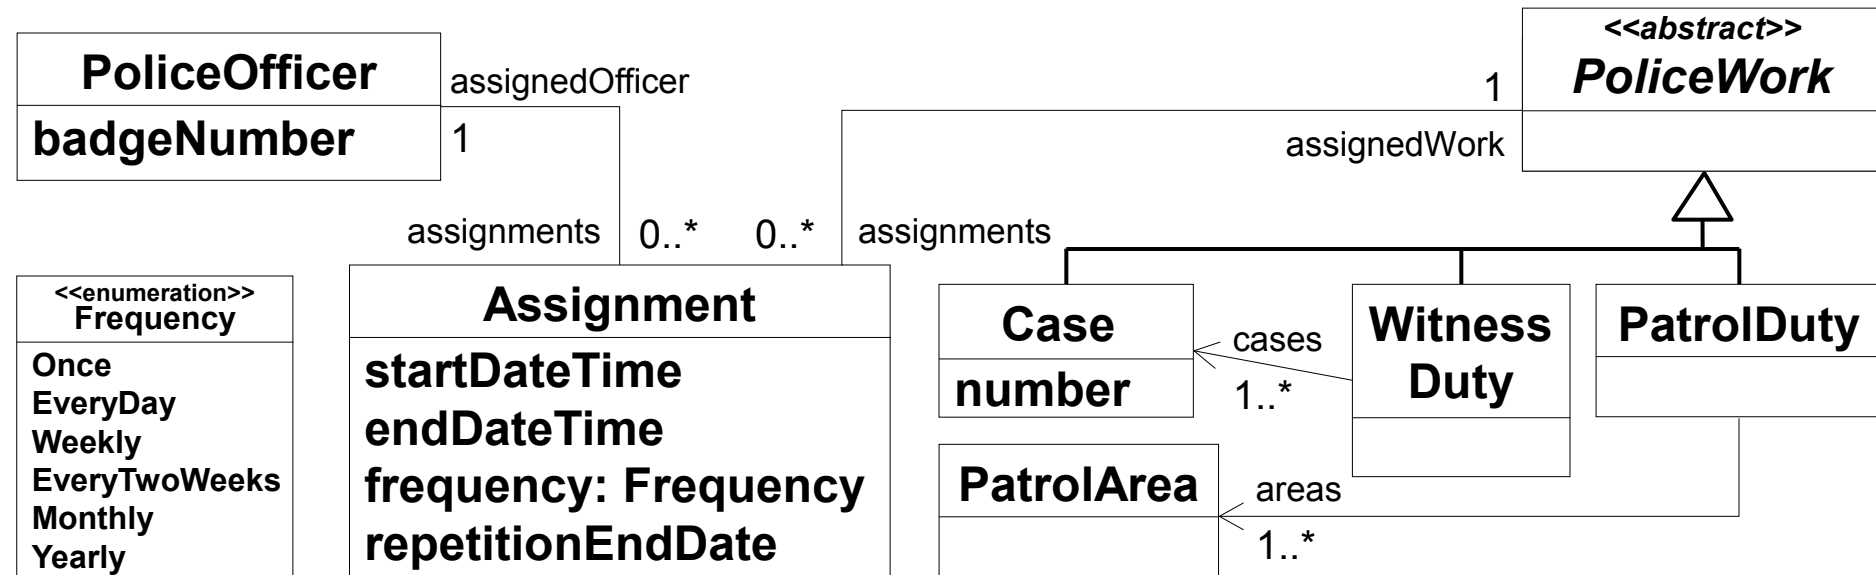 PoliceOfficer
badgeNumber
assignedOfficer
1
<<abstract>>
PoliceWork
1
assignedWork
assignments
0..*
0..*
assignments
<<enumeration>>
Frequency
Once
EveryDay
Weekly
EveryTwoWeeks
Monthly
Yearly
Assignment
startDateTime
endDateTime
frequency: Frequency
repetitionEndDate
Case
number
cases
1..*
Witness
Duty
PatrolDuty
PatrolArea
areas
1..*